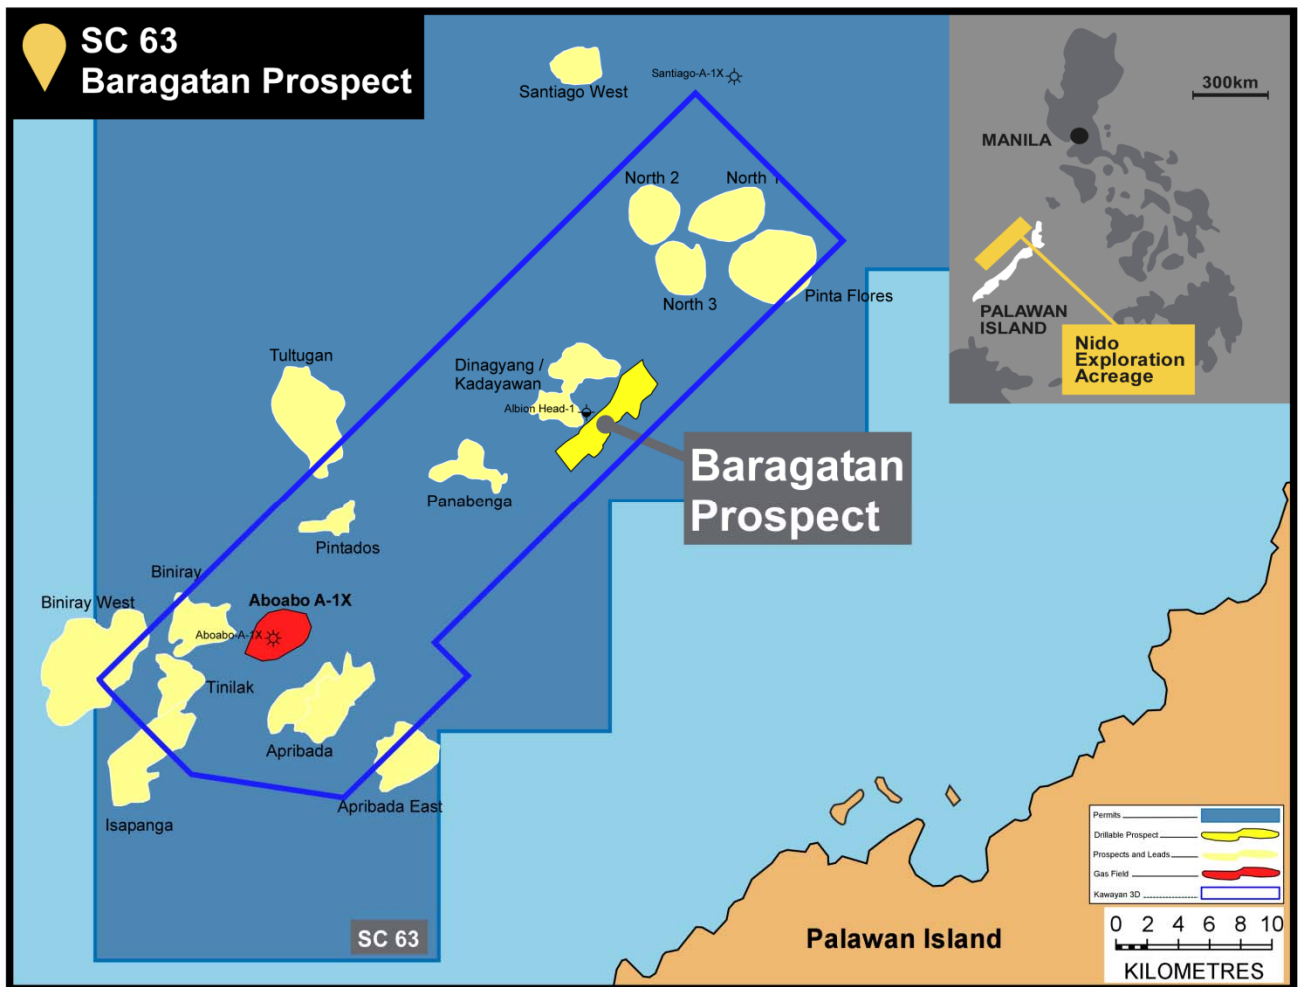 SC 63
Baragatan Prospect
Santiago West
Santiago-A-1X
300km
MANILA
PALAWAN
ISLAND
Nido
Exploration
Acreage
North 2
North 1
North 3
Pinta Flores
Tultugan
Dinagyang /
Kadayawan
Albion Head-1
Baragatan
Prospect
Panabenga
Pintados
Biniray
Biniray West
Aboabo A-1X
Aboabo-A-1X
Tinilak
Apribada
Apribada East
Isapanga
SC 63
Palawan Island
Permits
Drillable Prospect
Prospects and Leads
Gas Field
Kawayan 3D
0 2 4 6 8 10
KILOMETRES